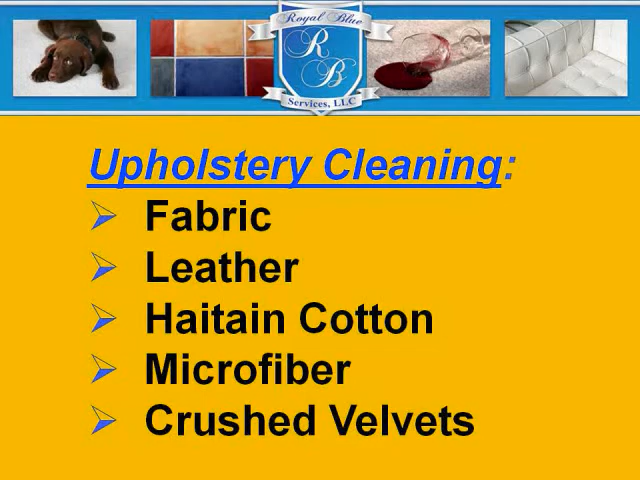 Royal Blue
R
B
Services, LLC
Upholstery Cleaning:
Fabric
Leather
Haitain Cotton
Microfiber
Crushed Velvets